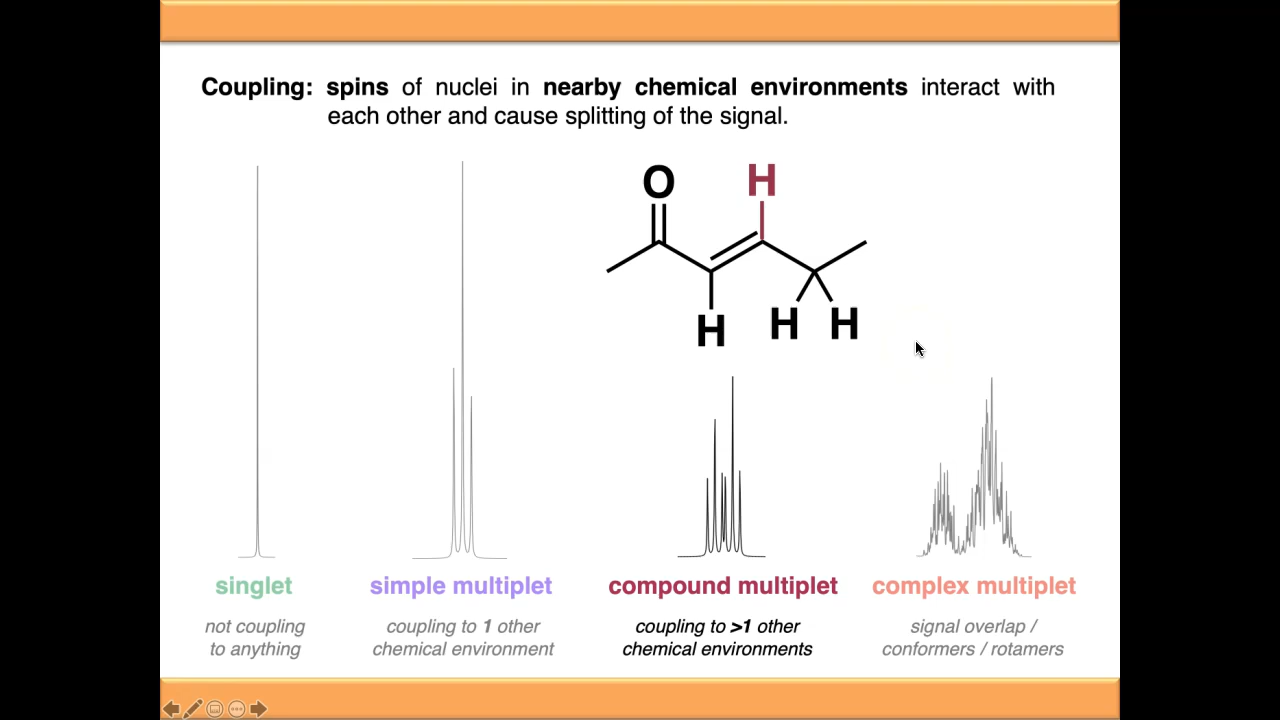 Coupling: spins of nuclei in nearby chemical environments interact with
each other and cause splitting of the signal.
O
H
H
H H
singlet
not coupling
to anything
simple multiplet
coupling to 1 other
chemical environment
compound multiplet
coupling to >1 other
chemical environments
complex multiplet
signal overlap /
conformers / rotamers